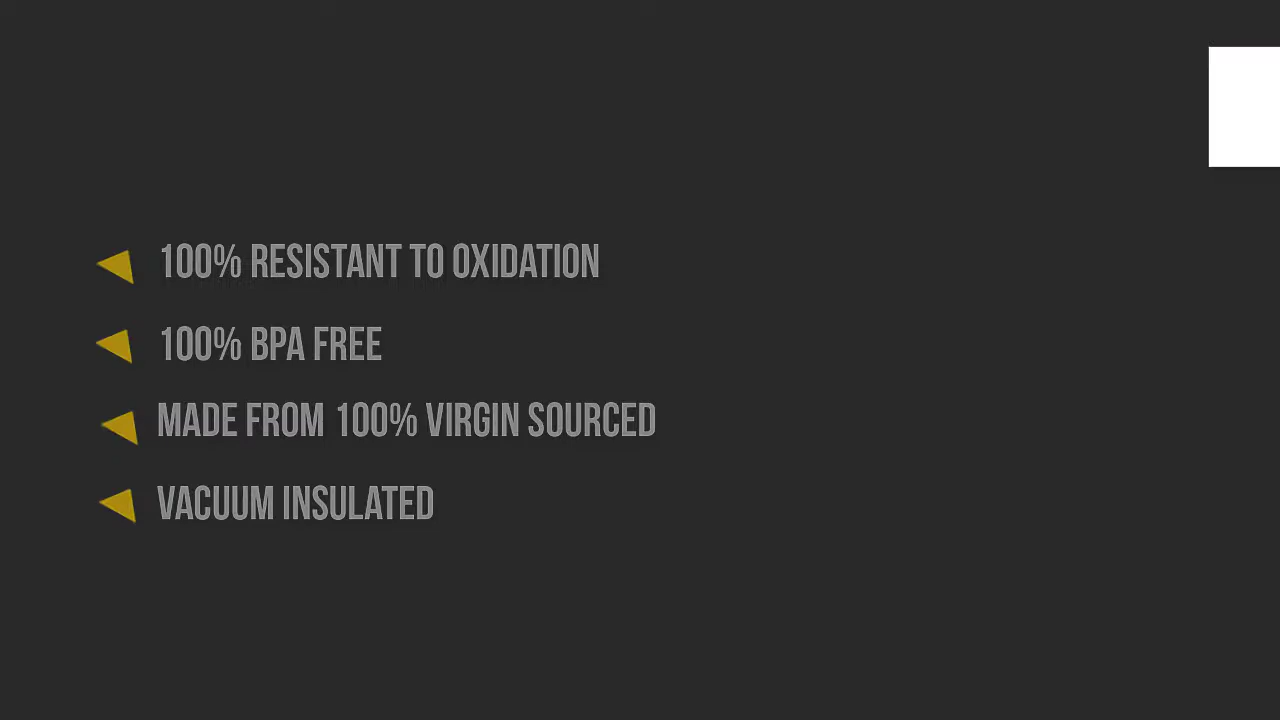 100% RESISTANT TO OXIDATION
100% BPA FREE
MADE FROM 100% VIRGIN SOURCED
VACUUM INSULATED